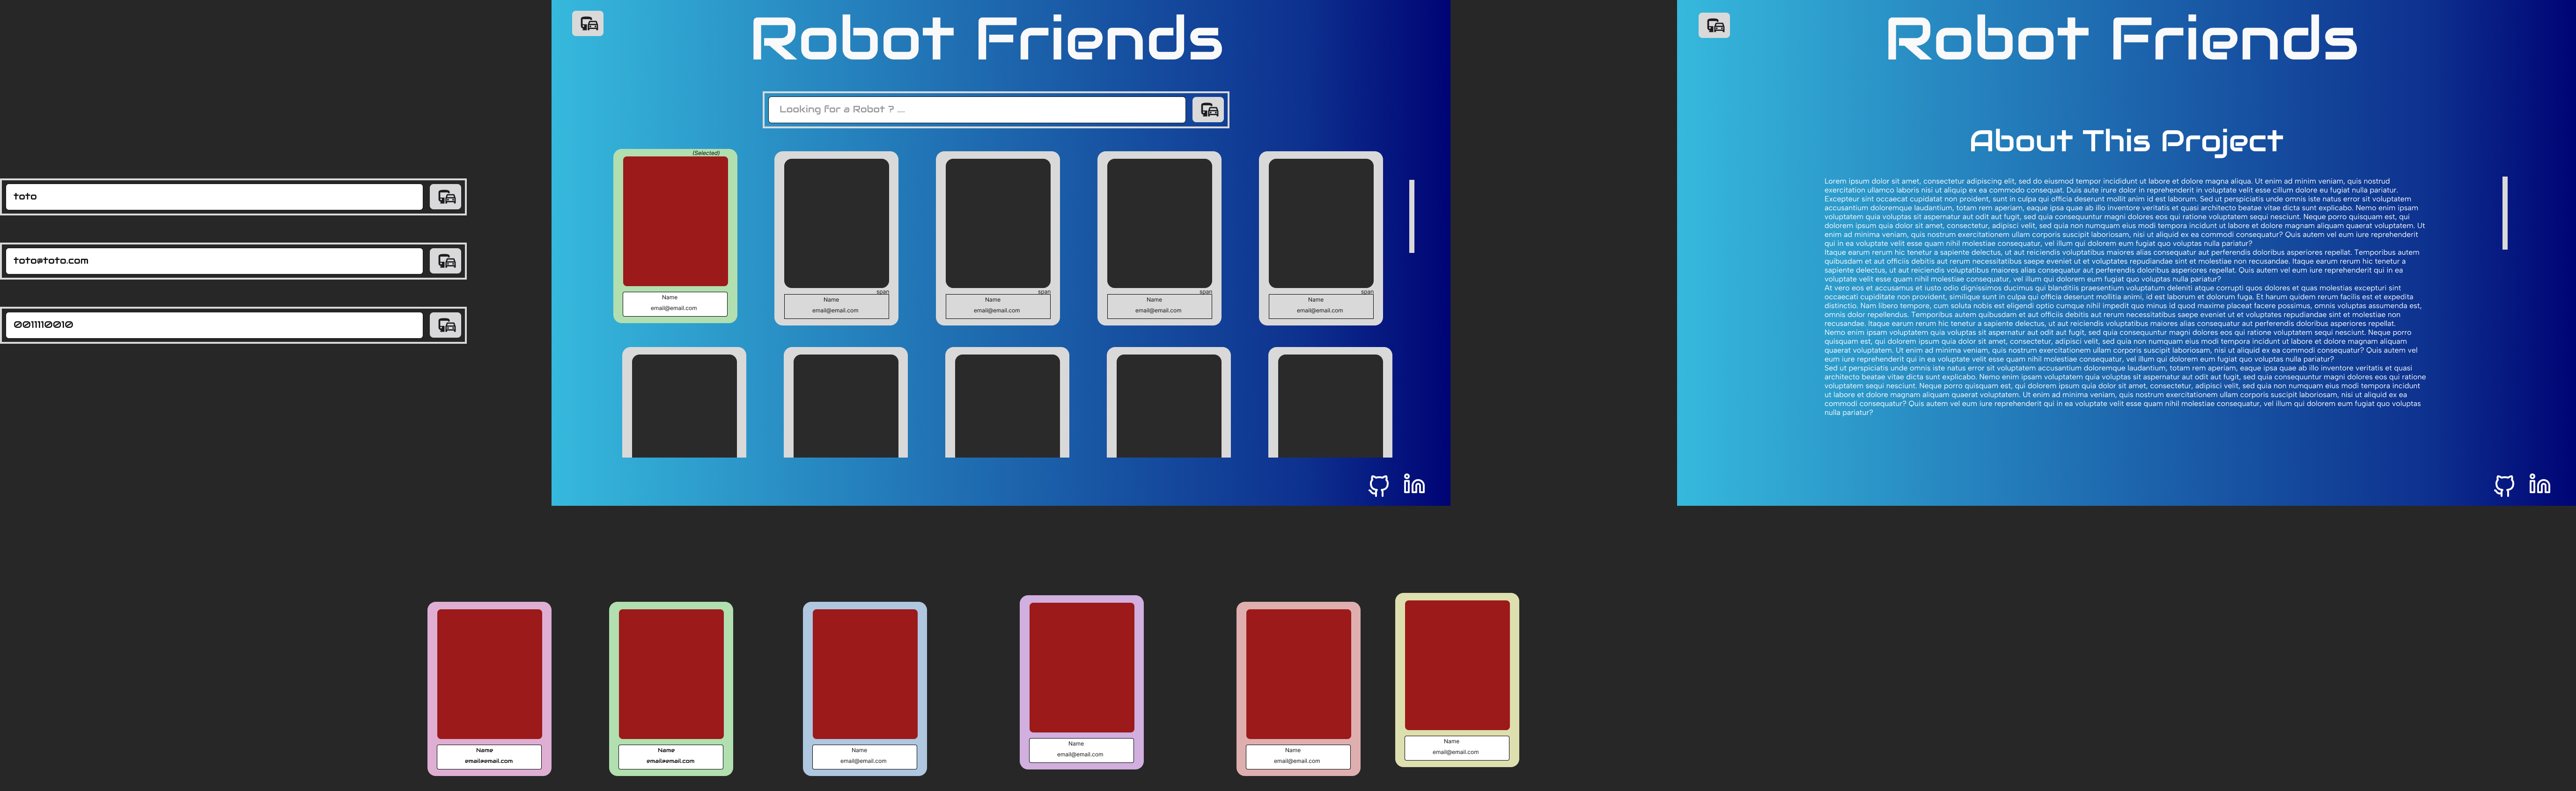 toto
toto@toto.com
0011110010
Robot Friends
Looking for a Robot ? ...
(Selected)
Name
email@email.com
span
Name
email@email.com
span
Name
email@email.com
span
Name
email@email.com
span
Name
email@email.com
Robot Friends
About This Project
Lorem ipsum dolor sit amet, consectetur adipiscing elit, sed do eiusmod tempor incididunt ut labore et dolore magna aliqua. Ut enim ad minim veniam, quis nostrud
exercitation ullamco laboris nisi ut aliquip ex ea commodo consequat. Duis aute irure dolor in reprehenderit in voluptate velit esse cillum dolore eu fugiat nulla pariatur.
Excepteur sint occaecat cupidatat non proident, sunt in culpa qui officia deserunt mollit anim id est laborum. Sed ut perspiciatis unde omnis iste natus error sit voluptatem
accusantium doloremque laudantium, totam rem aperiam, eaque ipsa quae ab illo inventore veritatis et quasi architecto beatae vitae dicta sunt explicabo. Nemo enim ipsam
voluptatem quia voluptas sit aspernatur aut odit aut fugit, sed quia consequuntur magni dolores eos qui ratione voluptatem sequi nesciunt. Neque porro quisquam est, qui
dolorem ipsum quia dolor sit amet, consectetur, adipisci velit, sed quia non numquam eius modi tempora incidunt ut labore et dolore magnam aliquam quaerat voluptatem. Ut
enim ad minima veniam, quis nostrum exercitationem ullam corporis suscipit laboriosam, nisi ut aliquid ex ea commodi consequatur? Quis autem vel eum iure reprehenderit
qui in ea voluptate velit esse quam nihil molestiae consequatur, vel illum qui dolorem eum fugiat quo voluptas nulla pariatur?
Itaque earum rerum hic tenetur a sapiente delectus, ut aut reiciendis voluptatibus maiores alias consequatur aut perferendis doloribus asperiores repellat. Temporibus autem
quibusdam et aut officiis debitis aut rerum necessitatibus saepe eveniet ut et voluptates repudiandae sint et molestiae non recusandae. Itaque earum rerum hic tenetur a
sapiente delectus, ut aut reiciendis voluptatibus maiores alias consequatur aut perferendis doloribus asperiores repellat. Quis autem vel eum iure reprehenderit qui in ea
voluptate velit esse quam nihil molestiae consequatur, vel illum qui dolorem eum fugiat quo voluptas nulla pariatur?
At vero eos et accusamus et iusto odio dignissimos ducimus qui blanditiis praesentium voluptatum deleniti atque corrupti quos dolores et quas molestias excepturi sint
occaecati cupiditate non provident, similique sunt in culpa qui officia deserunt mollitia animi, id est laborum et dolorum fuga. Et harum quidem rerum facilis est et expedita
distinctio. Nam libero tempore, cum soluta nobis est eligendi optio cumque nihil impedit quo minus id quod maxime placeat facere possimus, omnis voluptas assumenda est,
omnis dolor repellendus. Temporibus autem quibusdam et aut officiis debitis aut rerum necessitatibus saepe eveniet ut et voluptates repudiandae sint et molestiae non
recusandae. Itaque earum rerum hic tenetur a sapiente delectus, ut aut reiciendis voluptatibus maiores alias consequatur aut perferendis doloribus asperiores repellat.
Nemo enim ipsam voluptatem quia voluptas sit aspernatur aut odit aut fugit, sed quia consequuntur magni dolores eos qui ratione voluptatem sequi nesciunt. Neque porro
quisquam est, qui dolorem ipsum quia dolor sit amet, consectetur, adipisci velit, sed quia non numquam eius modi tempora incidunt ut labore et dolore magnam aliquam
quaerat voluptatem. Ut enim ad minima veniam, quis nostrum exercitationem ullam corporis suscipit laboriosam, nisi ut aliquid ex ea commodi consequatur? Quis autem vel
eum iure reprehenderit qui in ea voluptate velit esse quam nihil molestiae consequatur, vel illum qui dolorem eum fugiat quo voluptas nulla pariatur?
Sed ut perspiciatis unde omnis iste natus error sit voluptatem accusantium doloremque laudantium, totam rem aperiam, eaque ipsa quae ab illo inventore veritatis et quasi
architecto beatae vitae dicta sunt explicabo. Nemo enim ipsam voluptatem quia voluptas sit aspernatur aut odit aut fugit, sed quia consequuntur magni dolores eos qui ratione
voluptatem sequi nesciunt. Neque porro quisquam est, qui dolorem ipsum quia dolor sit amet, consectetur, adipisci velit, sed quia non numquam eius modi tempora incidunt
ut labore et dolore magnam aliquam quaerat voluptatem. Ut enim ad minima veniam, quis nostrum exercitationem ullam corporis suscipit laboriosam, nisi ut aliquid ex ea
commodi consequatur? Quis autem vel eum iure reprehenderit qui in ea voluptate velit esse quam nihil molestiae consequatur, vel illum qui dolorem eum fugiat quo voluptas
nulla pariatur?
Name
email@email.com
Name
email@email.com
Name
email@email.com
Name
email@email.com
Name
email@email.com
Name
email@email.com